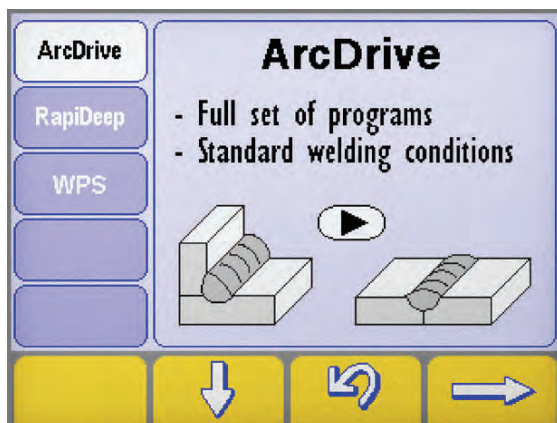 ArcDrive
RapiDeep
WPS
ArcDrive
- Full set of programs
- Standard welding conditions